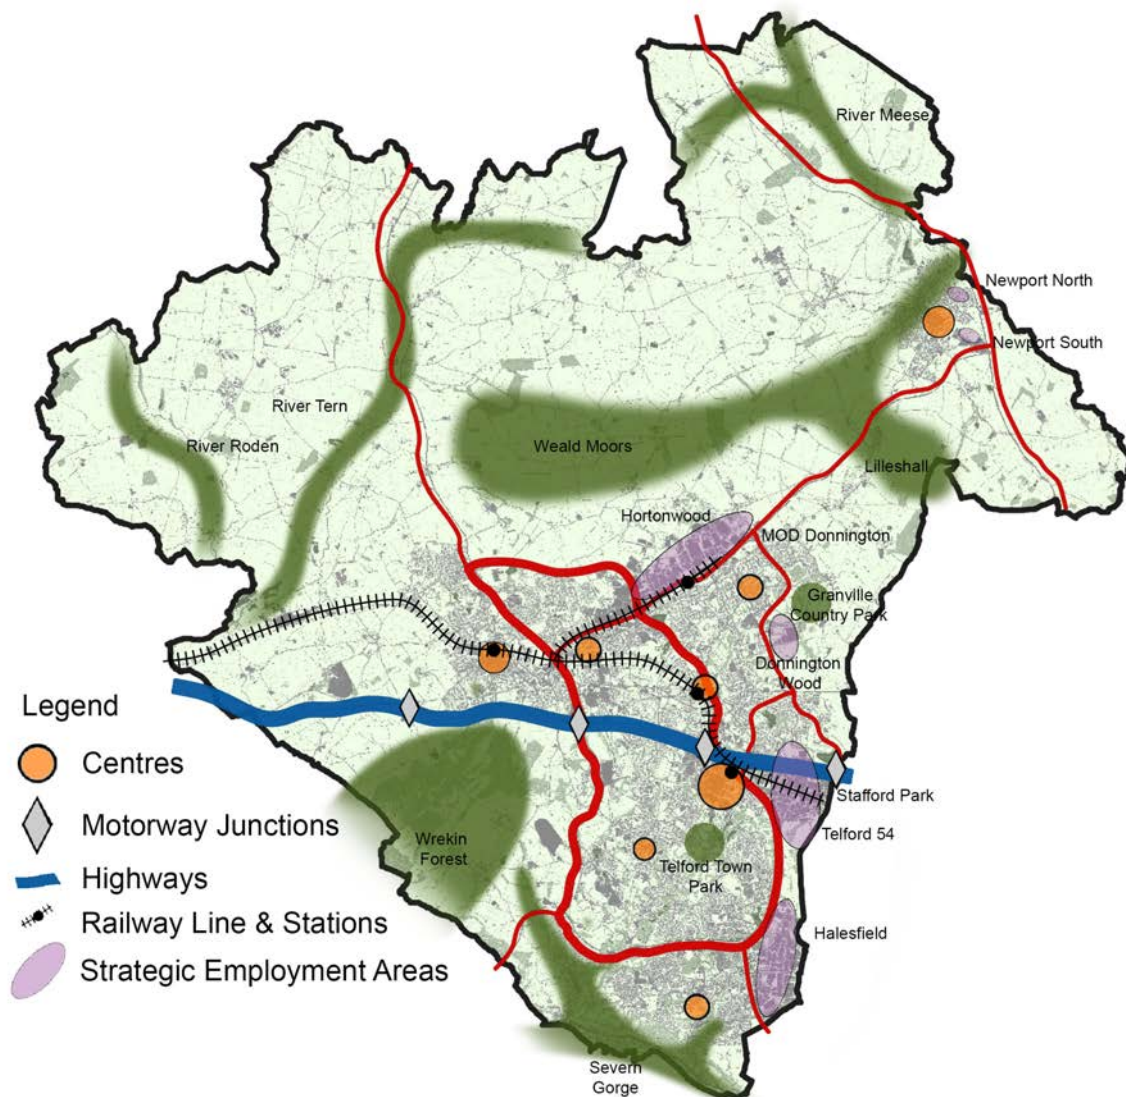 River Meese
Newport North
Newport South
River Tern
River Roden
Weald Moors
Lilleshall
Hortonwood
MOD Donnington
Granville
Country Park
Donnington
Wood
Legend
Centres
Motorway Junctions
Highways
Railway Line & Stations
Strategic Employment Areas
Stafford Park
Telford 54
Wrekin
Forest
Telford Town
Park
Halesfield
Severn
Gorge